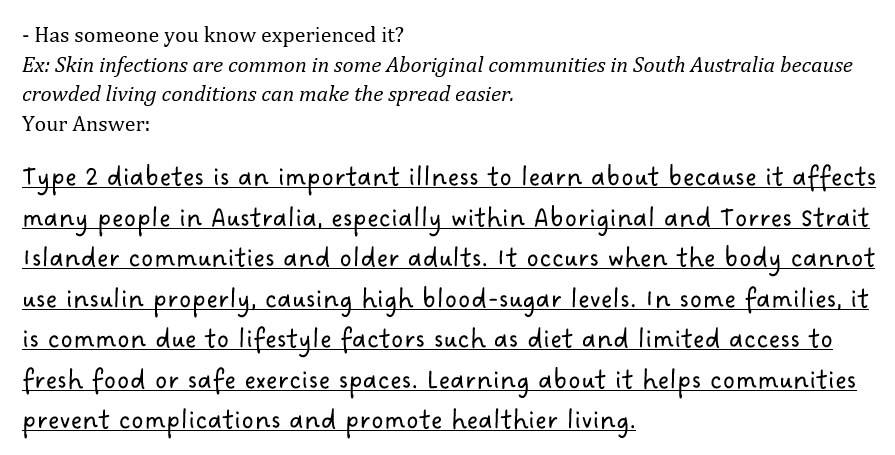 - Has someone you know experienced it?
Ex: Skin infections are common in some Aboriginal communities in South Australia because
crowded living conditions can make the spread easier.
Your Answer:
Type 2 diabetes is an important illness to learn about because it affects
many people in Australia, especially within Aboriginal and Torres Strait
Islander communities and older adults. It occurs when the body cannot
use insulin properly, causing high blood-sugar levels. In some families, it
is common due to lifestyle factors such as diet and limited access to
fresh food or safe exercise spaces. Learning about it helps communities
prevent complications and promote healthier living.